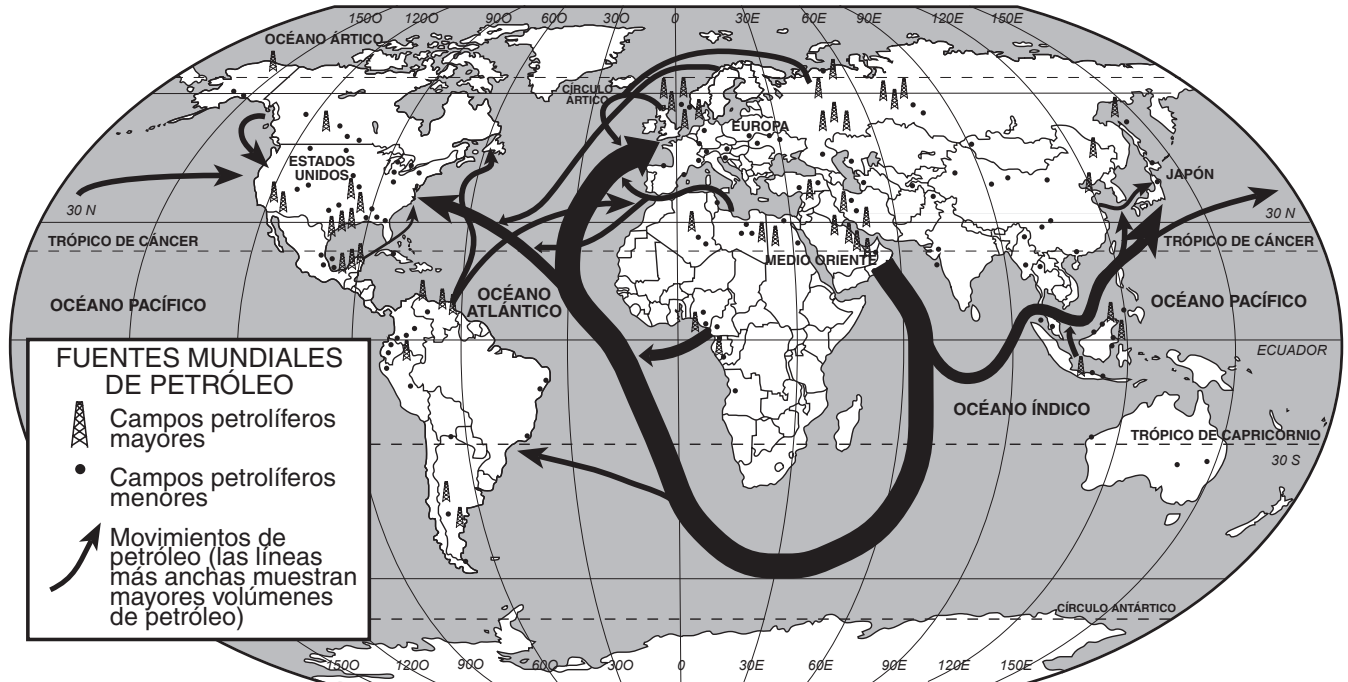 150O 120O 90O 60O 30O 0 30E 60E 90E 120E 150E
OCÉANO ÁRTICO
CÍRCULO
ÁRTICO
EUROPA
ESTADOS
UNIDOS
JAPÓN
30 N
30 N
TRÓPICO DE CÁNCER
TRÓPICO DE CÁNCER
MEDIO ORIENTE
OCÉANO PACÍFICO
OCÉANO
ATLÁNTICO
OCÉANO PACÍFICO
ECUADOR
OCÉANO ÍNDICO
TRÓPICO DE CAPRICORNIO
30 S
FUENTES MUNDIALES
DE PETRÓLEO
Campos petrolíferos
mayores
Campos petrolíferos
menores
Movimientos de
petróleo (las líneas
más anchas muestran
mayores volúmenes
de petróleo)
CÍRCULO ANTÁRTICO
150O 120O 90O 60O 30O 0 30E 60E 90E 120E 150E